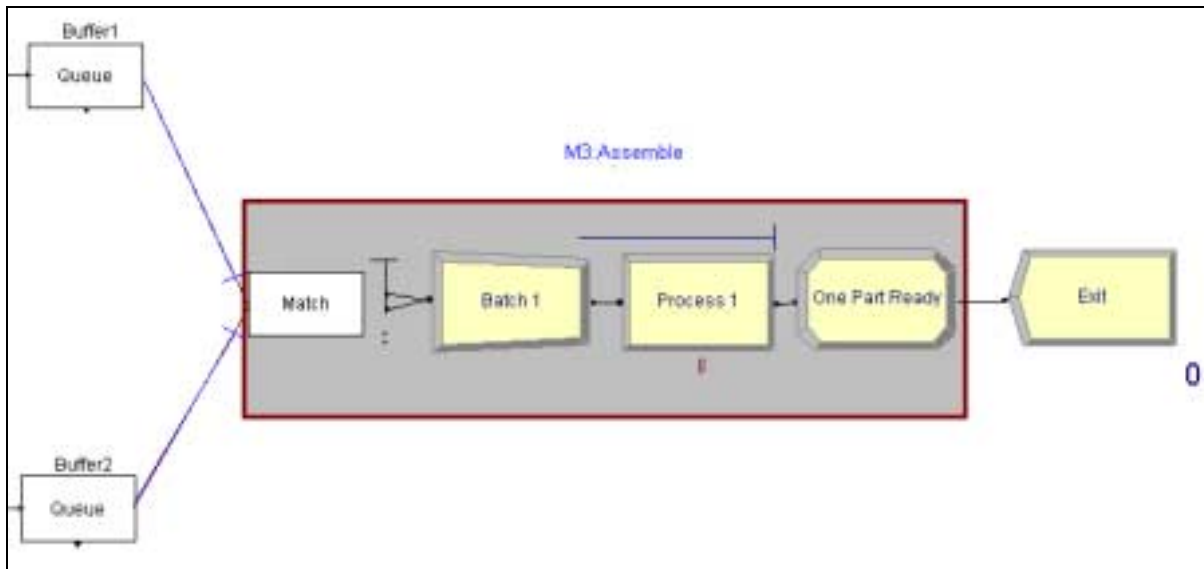 Buffer1
Queue
M3.Assemble
Match
Batch 1
Process 1
One Part Ready
Exit
0
Buffer2
Queue